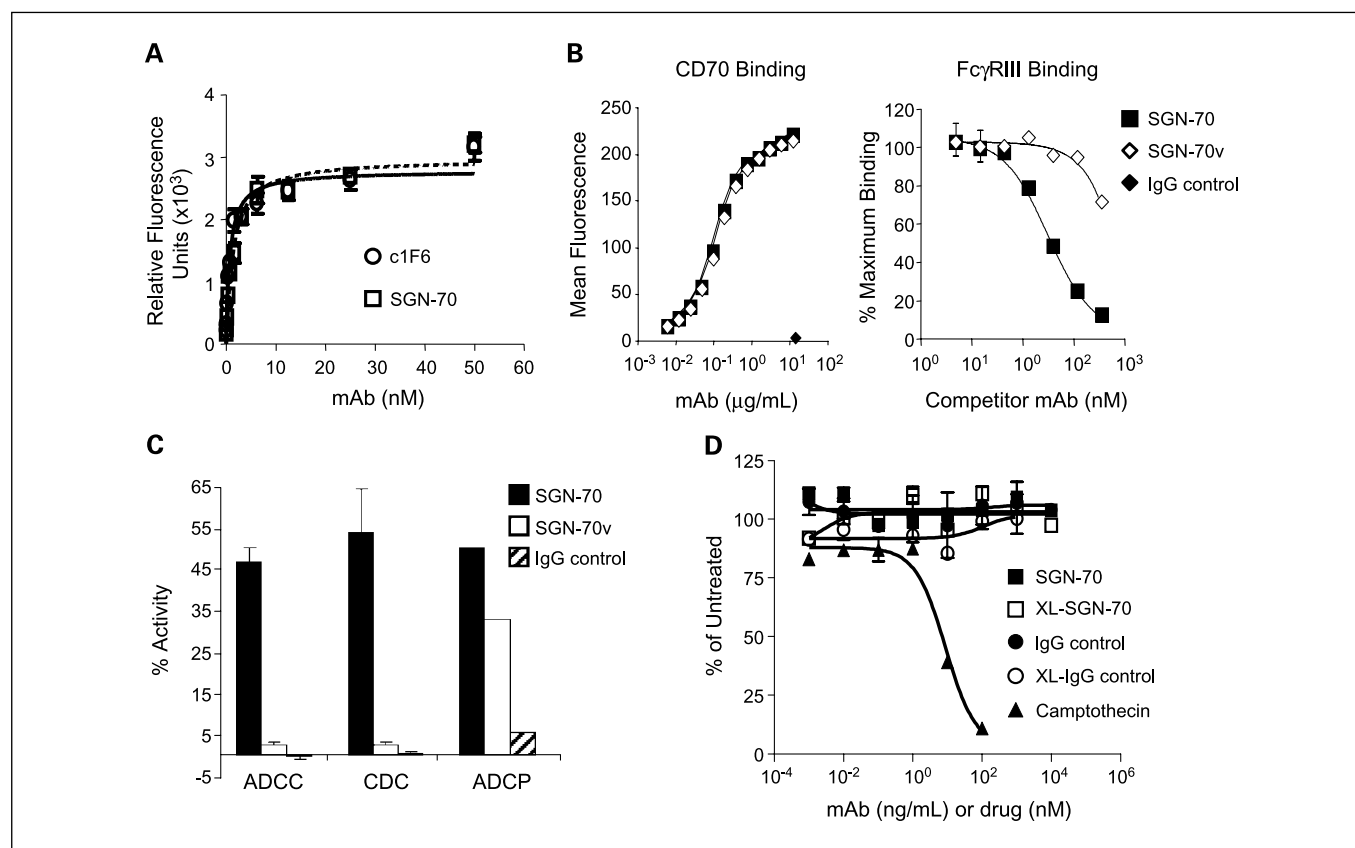 A
4
3
2
1
0
Relative Fluorescence
Units (x10³)
c1F6
SGN-70
0 10 20 30 40 50 60
mAb (nM)
B
CD70 Binding
250
200
150
100
50
0
Mean Fluorescence
10⁻³ 10⁻² 10⁻¹ 10⁰ 10¹ 10²
mAb (µg/mL)
FcγRIII Binding
120
100
80
60
40
20
0
% Maximum Binding
10⁰ 10¹ 10⁰ 10² 10³
Competitor mAb (nM)
SGN-70
SGN-70v
IgG control
C
65
55
45
35
25
15
5
-5
% Activity
SGN-70
SGN-70v
IgG control
ADCC CDC ADCP
D
125
100
75
50
25
0
% of Untreated
SGN-70
XL-SGN-70
IgG control
XL-IgG control
Camptothecin
10⁻⁴ 10⁻² 10⁰ 10² 10⁴ 10⁶
mAb (ng/mL) or drug (nM)